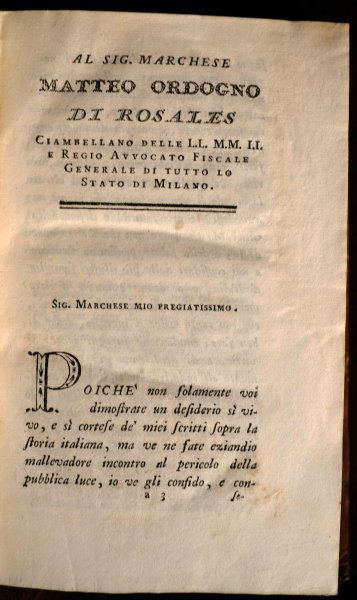 AL SIG. MARCHESE
MATTEO ORDOGNO
DI ROSALES
CIAMBELLANO DELLE LL. M.M. I.I.
E REGIO AVVOCATO FISCALE
GENERALE DI TUTTO LO
STATO DI MILANO.
SIG. MARCHESE MIO PREGIATISSIMO.
POICHE' non ſolamente voi
dimoſtrate un deſiderio sì vi-
vo, e sì corteſe de' miei ſcritti ſopra la
ſtoria italiana, ma ve ne fate eziandio
mallevadore incontro al pericolo della
pubblica luce, io ve gli confido, e con-
a 3 ſe-